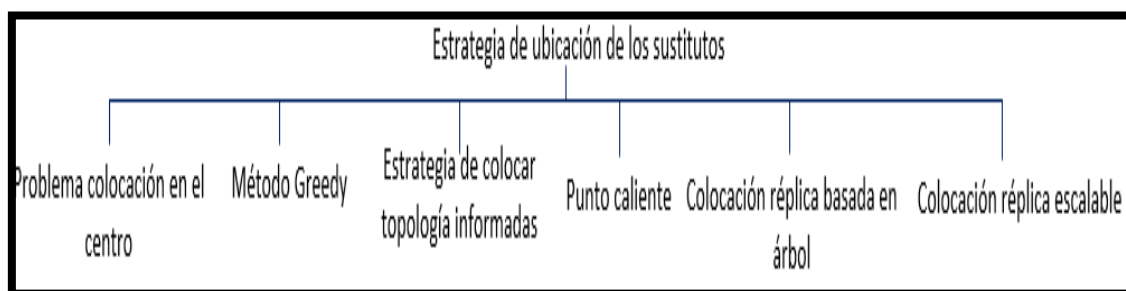 Estrategia de ubicación de los sustitutos
Problema colocación en el
centro
Método Greedy
Estrategia de colocar
topología informadas
Punto caliente
Colocación réplica basada en
árbol
Colocación réplica escalable